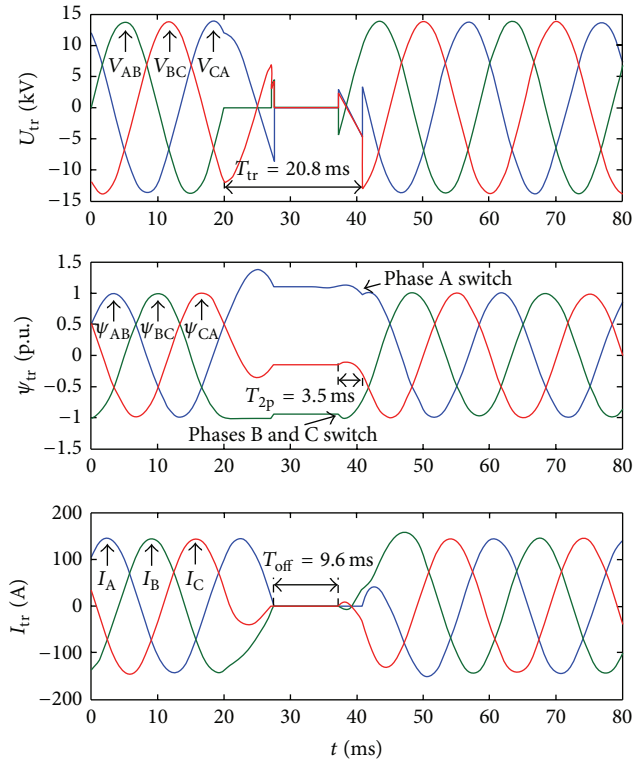 15
10
5
0
−5
−10
−15
U_tr (kV)
V_AB V_BC V_CA
T_tr = 20.8 ms
0 10 20 30 40 50 60 70 80
1.5
1
0.5
0
−0.5
−1
−1.5
ψ_tr (p.u.)
ψ_AB ψ_BC ψ_CA
Phase A switch
T_2p = 3.5 ms
Phases B and C switch
0 10 20 30 40 50 60 70 80
200
100
0
−100
−200
I_tr (A)
I_A I_B I_C
T_off = 9.6 ms
0 10 20 30 40 50 60 70 80
t (ms)